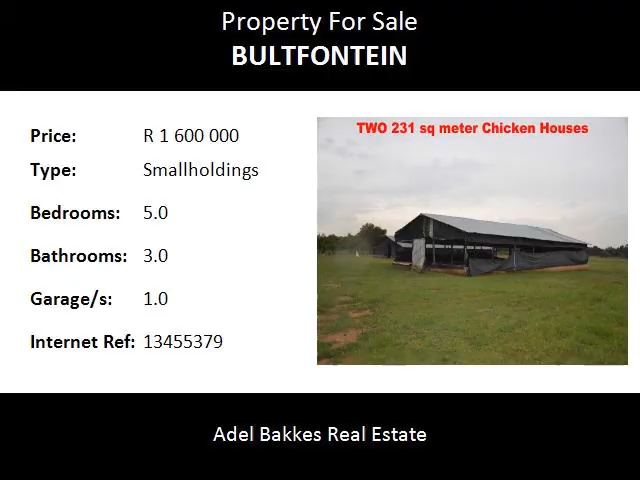 Property For Sale
BULTFONTEIN
Price: R 1 600 000
Type: Smallholdings
Bedrooms: 5.0
Bathrooms: 3.0
Garage/s: 1.0
Internet Ref: 13455379
TWO 231 sq meter Chicken Houses
Adel Bakkes Real Estate